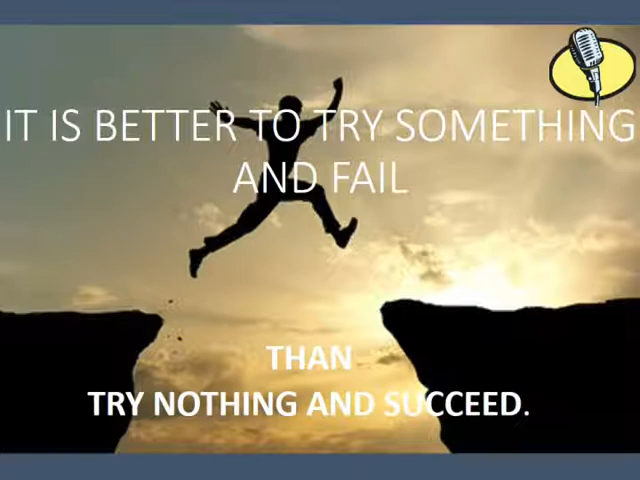 IT IS BETTER TO TRY SOMETHING
AND FAIL
THAN
TRY NOTHING AND SUCCEED.